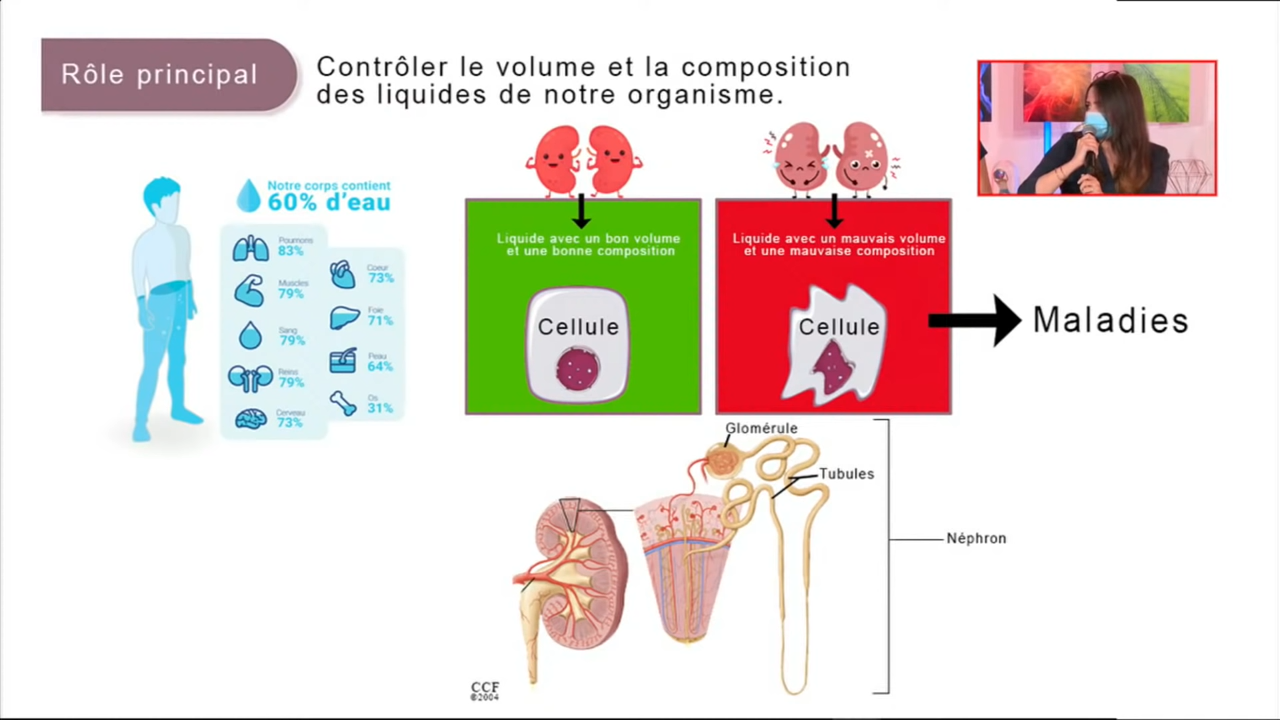 Rôle principal
Contrôler le volume et la composition
des liquides de notre organisme.
Notre corps contient
60% d'eau
Poumons
83%
Muscles
79%
Sang
79%
Reins
79%
Cerveau
73%
Coeur
73%
Foie
71%
Peau
64%
Os
31%
Liquide avec un bon volume
et une bonne composition
Cellule
Liquide avec un mauvais volume
et une mauvaise composition
Cellule
Maladies
Glomérule
Tubules
Néphron
CCF
©2004